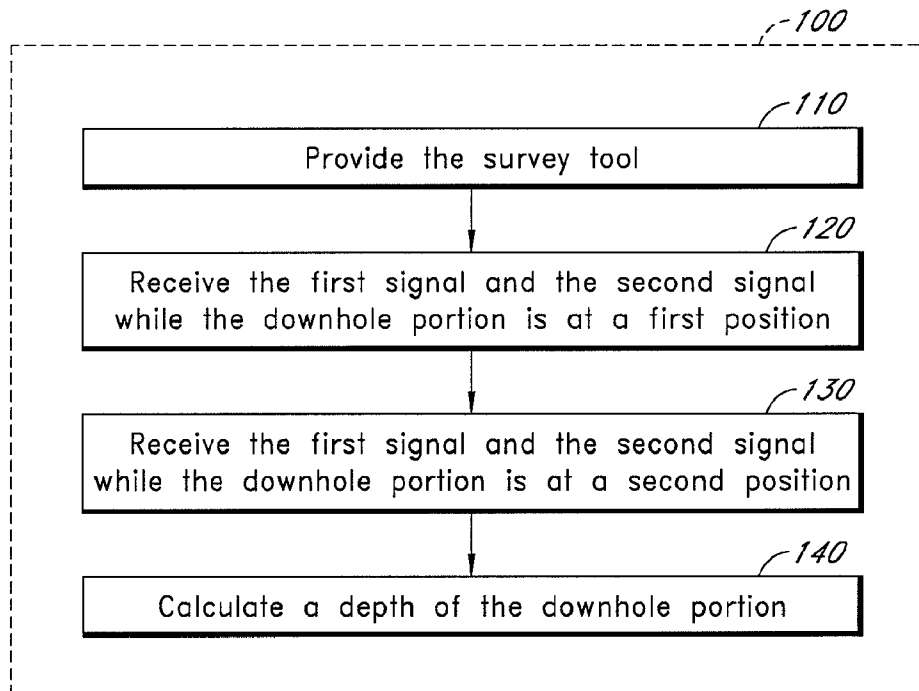 100
110
Provide the survey tool
120
Receive the first signal and the second signal
while the downhole portion is at a first position
130
Receive the first signal and the second signal
while the downhole portion is at a second position
140
Calculate a depth of the downhole portion